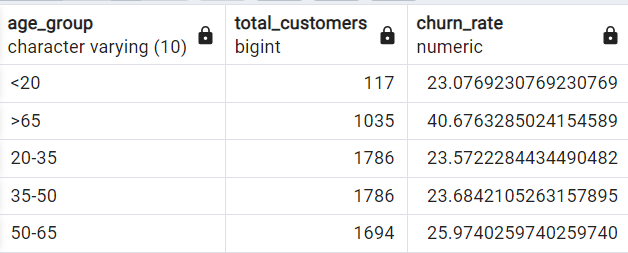 age_group total_customers churn_rate
character varying (10) bigint numeric
<20 117 23.0769230769230769
>65 1035 40.6763285024154589
20-35 1786 23.5722284434490482
35-50 1786 23.6842105263157895
50-65 1694 25.9740259740259740